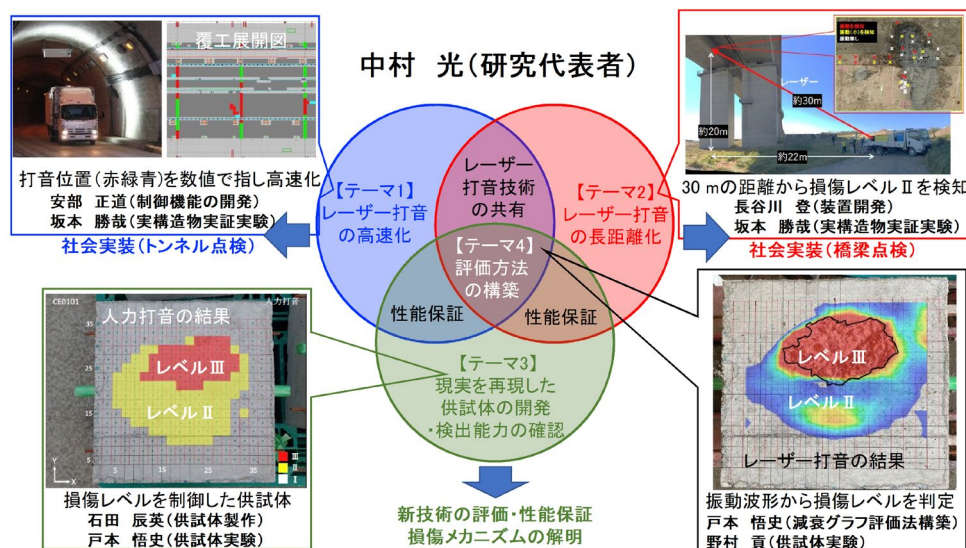 中村 光(研究代表者)
覆工展開図
打音位置(赤緑青)を数値で指し高速化
安部 正道(制御機能の開発)
坂本 勝哉(実構造物実証実験)
社会実装(トンネル点検)
レーザー
約30m
約20m
約22m
30 mの距離から損傷レベルⅡを検知
長谷川 登(装置開発)
坂本 勝哉(実構造物実証実験)
社会実装(橋梁点検)
【テーマ1】
レーザー打音
の高速化
レーザー
打音技術
の共有
【テーマ2】
レーザー打音
の長距離化
【テーマ4】
評価方法
の構築
性能保証
性能保証
【テーマ3】
現実を再現した
供試体の開発
・検出能力の確認
新技術の評価・性能保証
損傷メカニズムの解明
CE0101
人力打音
人力打音の結果
レベルⅢ
レベルⅡ
35
25
15
5
Y
X
5
15
25
35
Ⅲ
Ⅱ
Ⅰ
損傷レベルを制御した供試体
石田 辰英(供試体製作)
戸本 悟史(供試体実験)
レベルⅢ
レベルⅡ
レーザー打音の結果
振動波形から損傷レベルを判定
戸本 悟史(減衰グラフ評価法構築)
野村 貢(供試体実験)